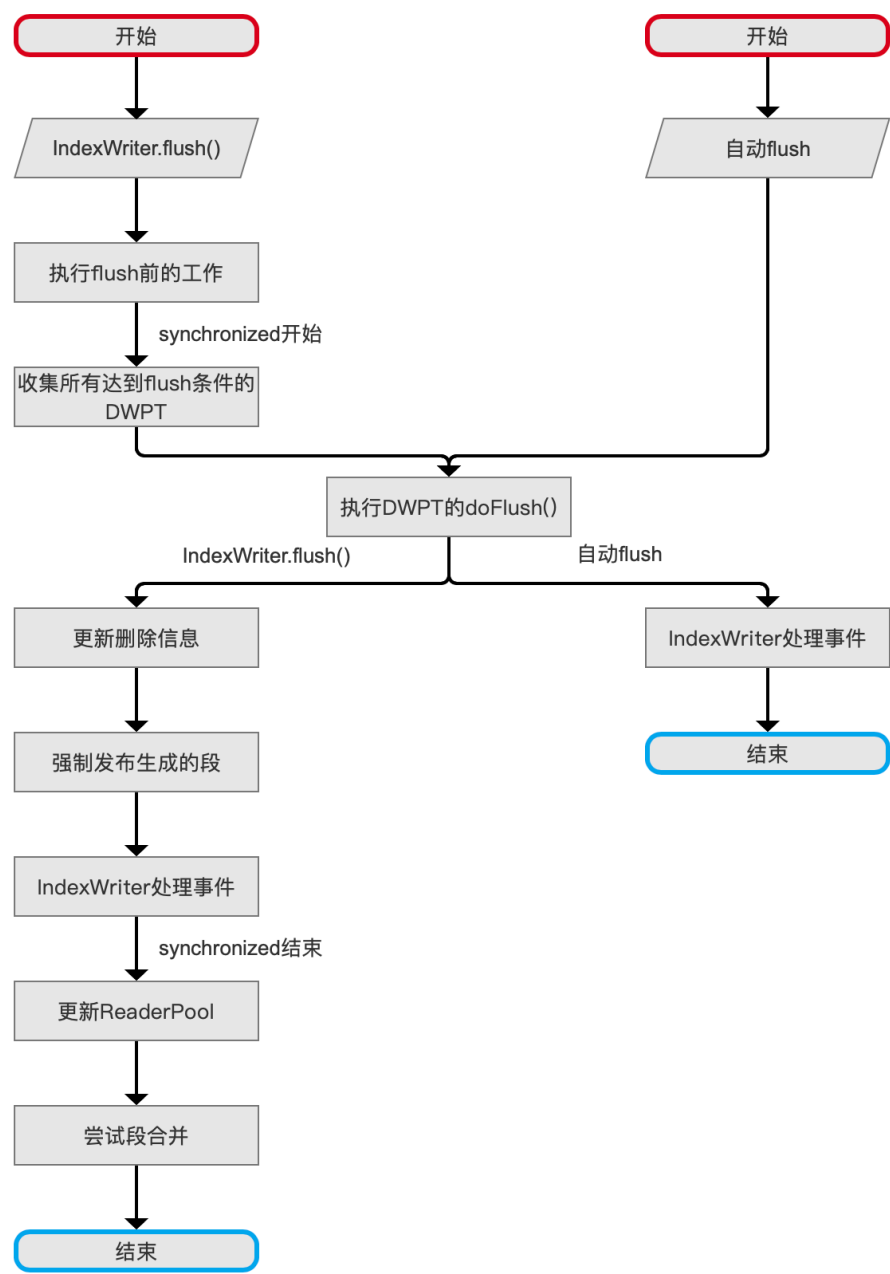 开始
开始
IndexWriter.flush()
自动flush
执行flush前的工作
synchronized开始
收集所有达到flush条件的
DWPT
执行DWPT的doFlush()
IndexWriter.flush()
自动flush
更新删除信息
IndexWriter处理事件
强制发布生成的段
结束
IndexWriter处理事件
synchronized结束
更新ReaderPool
尝试段合并
结束